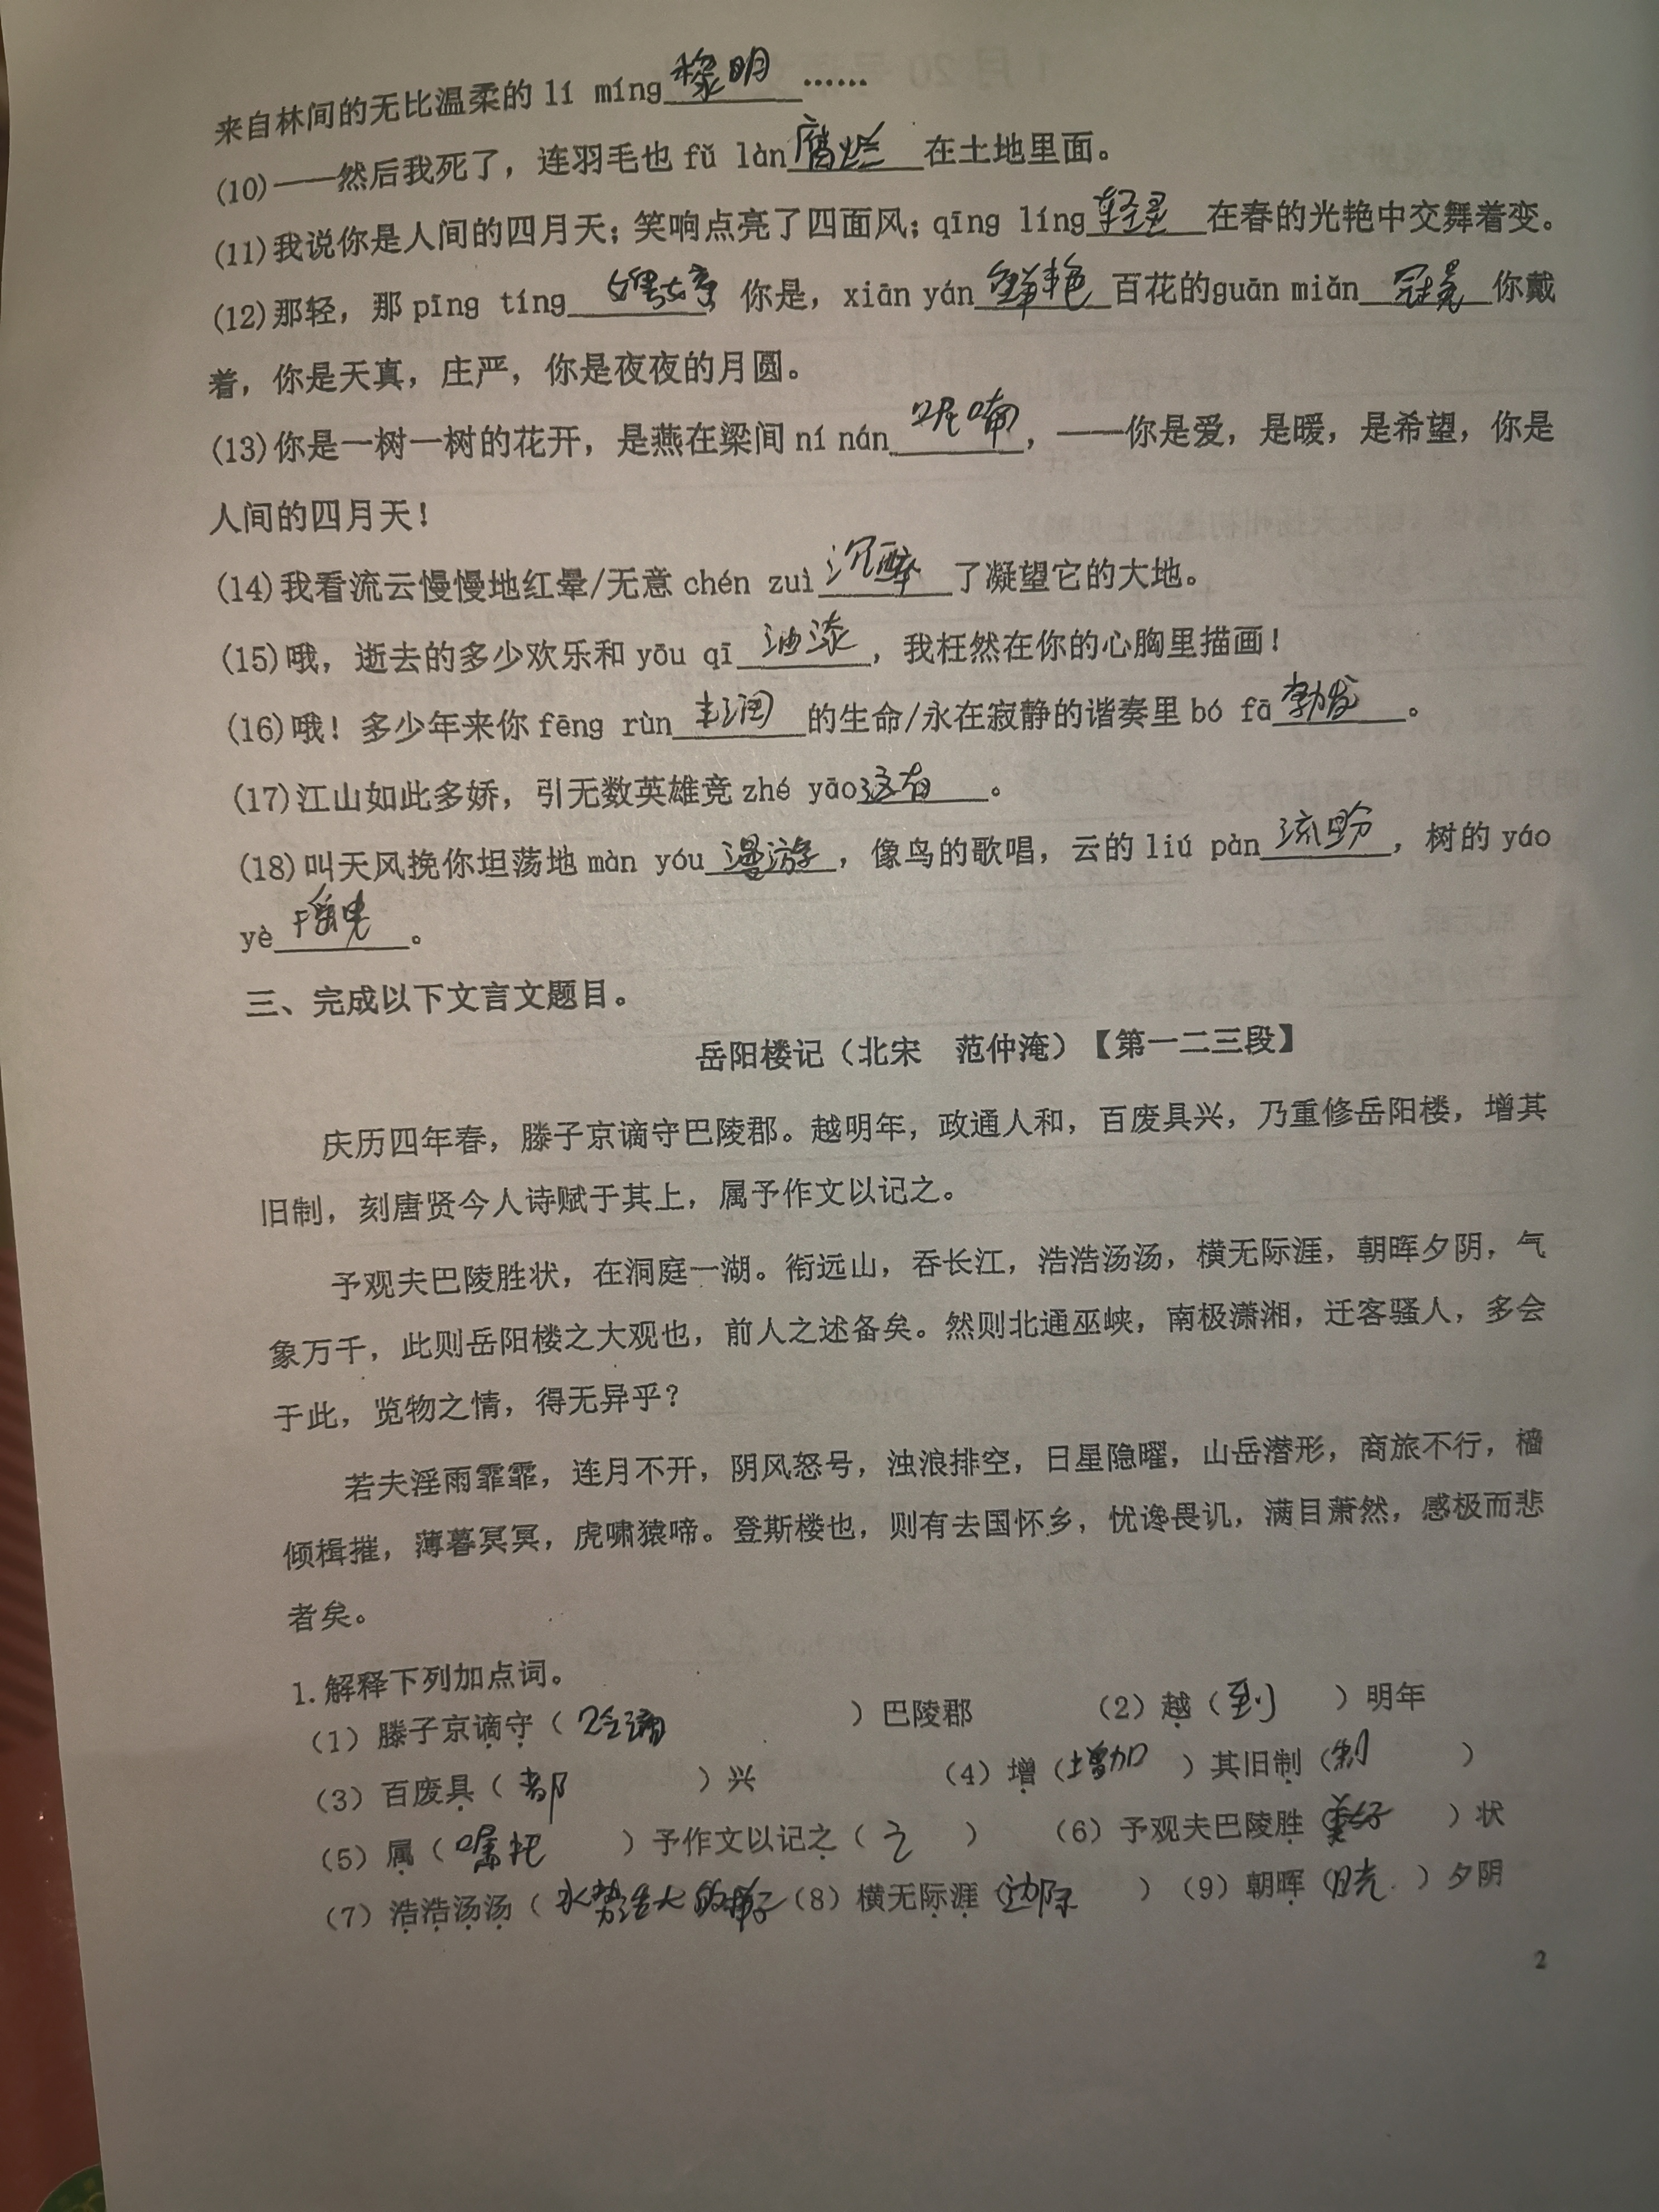 来自林间的无比温柔的 lí míng 黎明 ……
(10)——然后我死了，连羽毛也 fǔ làn 腐烂 在土地里面。
(11)我说你是人间的四月天；笑响点亮了四面风；qīng líng 轻灵 在春的光艳中交舞着变。
(12)那轻，那 pīng tíng 娉婷 你是，xiān yán 鲜艳 百花的guān miǎn 冠冕 你戴
着，你是天真，庄严，你是夜夜的月圆。
(13)你是一树一树的花开，是燕在梁间 ní nán 呢喃，——你是爱，是暖，是希望，你是
人间的四月天！
(14)我看流云慢慢地红晕/无意 chén zuì 沉醉 了凝望它的大地。
(15)哦，逝去的多少欢乐和 yōu qī 油漆，我枉然在你的心胸里描画！
(16)哦！多少年来你 fēng rùn 丰润 的生命/永在寂静的谐奏里 bó fā 勃发。
(17)江山如此多娇，引无数英雄竞 zhé yāo 。
(18)叫天风挽你坦荡地 màn yóu 漫游，像鸟的歌唱，云的 liú pàn 流盼，树的 yáo
yè 摇曳。
三、完成以下文言文题目。
岳阳楼记（北宋　范仲淹）【第一二三段】
庆历四年春，滕子京谪守巴陵郡。越明年，政通人和，百废具兴，乃重修岳阳楼，增其
旧制，刻唐贤今人诗赋于其上，属予作文以记之。
予观夫巴陵胜状，在洞庭一湖。衔远山，吞长江，浩浩汤汤，横无际涯，朝晖夕阴，气
象万千，此则岳阳楼之大观也，前人之述备矣。然则北通巫峡，南极潇湘，迁客骚人，多会
于此，览物之情，得无异乎？
若夫淫雨霏霏，连月不开，阴风怒号，浊浪排空，日星隐曜，山岳潜形，商旅不行，樯
倾楫摧，薄暮冥冥，虎啸猿啼。登斯楼也，则有去国怀乡，忧谗畏讥，满目萧然，感极而悲
者矣。
1.解释下列加点词。
（1）滕子京谪守（ ）巴陵郡 （2）越（到）明年
（3）百废具（都）兴 （4）增（增加）其旧制（制）
（5）属（嘱托）予作文以记之（之） （6）予观夫巴陵胜（美好）状
（7）浩浩汤汤（水势浩大的样子 （8）横无际涯（边际）（9）朝晖（日光）夕阴
2